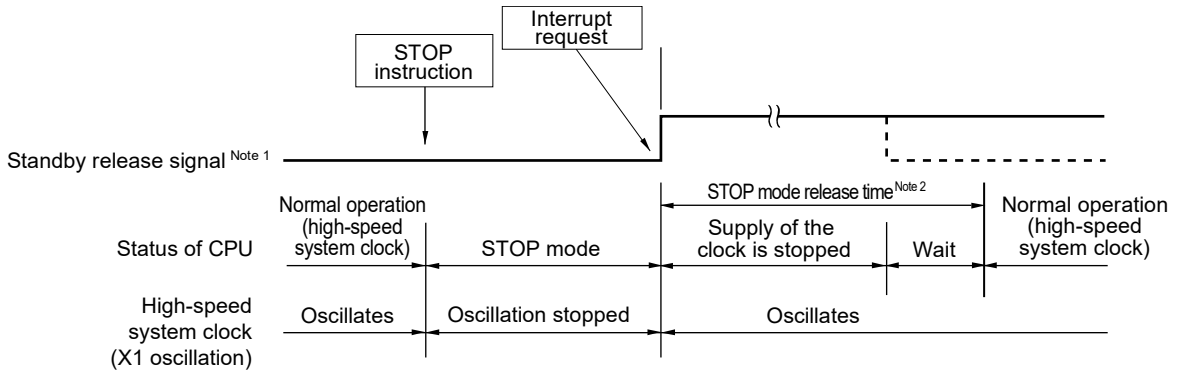 Interrupt
request
STOP
instruction
Standby release signal Note 1
STOP mode release time Note 2
Normal operation
(high-speed
system clock)
Status of CPU
STOP mode
Supply of the
clock is stopped
Wait
Normal operation
(high-speed
system clock)
High-speed
system clock
(X1 oscillation)
Oscillates
Oscillation stopped
Oscillates